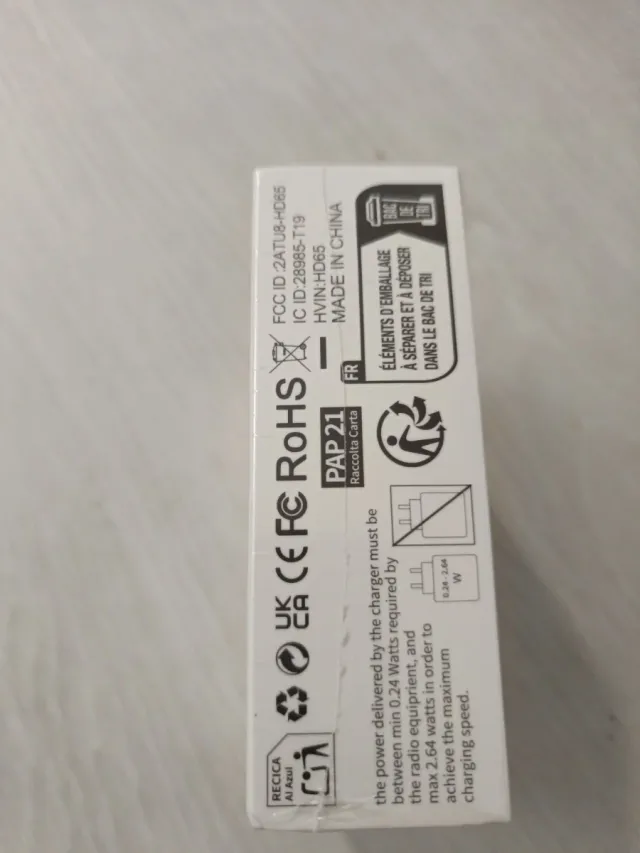 RECICA
Al Azul
UK
CA
CE
FC
RoHS
FCC ID :2ATU8-HD65
IC ID:28985-T19
HVIN:HD65
MADE IN CHINA
PAP 21
Raccolta Carta
FR
ÉLÉMENTS D'EMBALLAGE
À SÉPARER ET À DÉPOSER
DANS LE BAC DE TRI
BAC
DE
TRI
the power delivered by the charger must be
between min 0.24 Watts required by
the radio equiprient, and
max 2.64 watts in order to
achieve the maximum
charging speed.
0.24 - 2.64
W